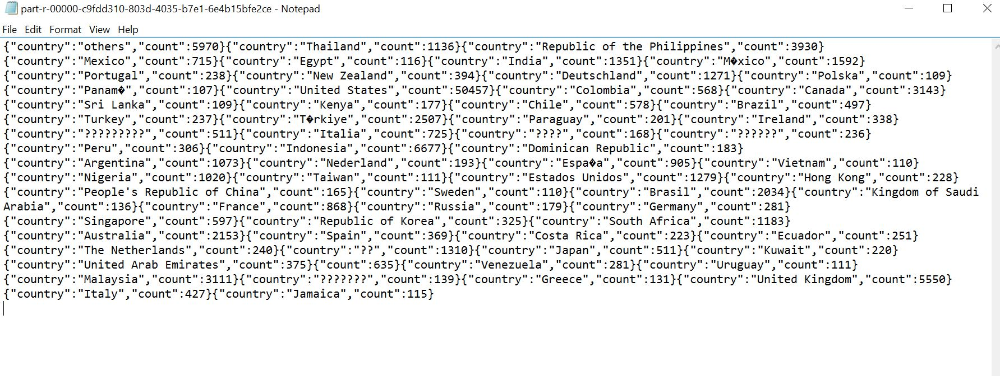 part-r-00000-c9fdd310-803d-4035-b7e1-6e4b15bfe2ce - Notepad
File Edit Format View Help
{"country":"others","count":5970}{"country":"Thailand","count":1136}{"country":"Republic of the Philippines","count":3930}
{"country":"Mexico","count":715}{"country":"Egypt","count":116}{"country":"India","count":1351}{"country":"M�xico","count":1592}
{"country":"Portugal","count":238}{"country":"New Zealand","count":394}{"country":"Deutschland","count":1271}{"country":"Polska","count":109}
{"country":"Panam�","count":107}{"country":"United States","count":50457}{"country":"Colombia","count":568}{"country":"Canada","count":3143}
{"country":"Sri Lanka","count":109}{"country":"Kenya","count":177}{"country":"Chile","count":578}{"country":"Brazil","count":497}
{"country":"Turkey","count":237}{"country":"T�rkiye","count":2507}{"country":"Paraguay","count":201}{"country":"Ireland","count":338}
{"country":"?????????","count":511}{"country":"Italia","count":725}{"country":"????","count":168}{"country":"??????","count":236}
{"country":"Peru","count":306}{"country":"Indonesia","count":6677}{"country":"Dominican Republic","count":183}
{"country":"Argentina","count":1073}{"country":"Nederland","count":193}{"country":"Espa�a","count":905}{"country":"Vietnam","count":110}
{"country":"Nigeria","count":1020}{"country":"Taiwan","count":111}{"country":"Estados Unidos","count":1279}{"country":"Hong Kong","count":228}
{"country":"People's Republic of China","count":165}{"country":"Sweden","count":110}{"country":"Brasil","count":2034}{"country":"Kingdom of Saudi
Arabia","count":136}{"country":"France","count":868}{"country":"Russia","count":179}{"country":"Germany","count":281}
{"country":"Singapore","count":597}{"country":"Republic of Korea","count":325}{"country":"South Africa","count":1183}
{"country":"Australia","count":2153}{"country":"Spain","count":369}{"country":"Costa Rica","count":223}{"country":"Ecuador","count":251}
{"country":"The Netherlands","count":240}{"country":"??","count":1310}{"country":"Japan","count":511}{"country":"Kuwait","count":220}
{"country":"United Arab Emirates","count":375}{"count":635}{"country":"Venezuela","count":281}{"country":"Uruguay","count":111}
{"country":"Malaysia","count":3111}{"country":"???????","count":139}{"country":"Greece","count":131}{"country":"United Kingdom","count":5550}
{"country":"Italy","count":427}{"country":"Jamaica","count":115}